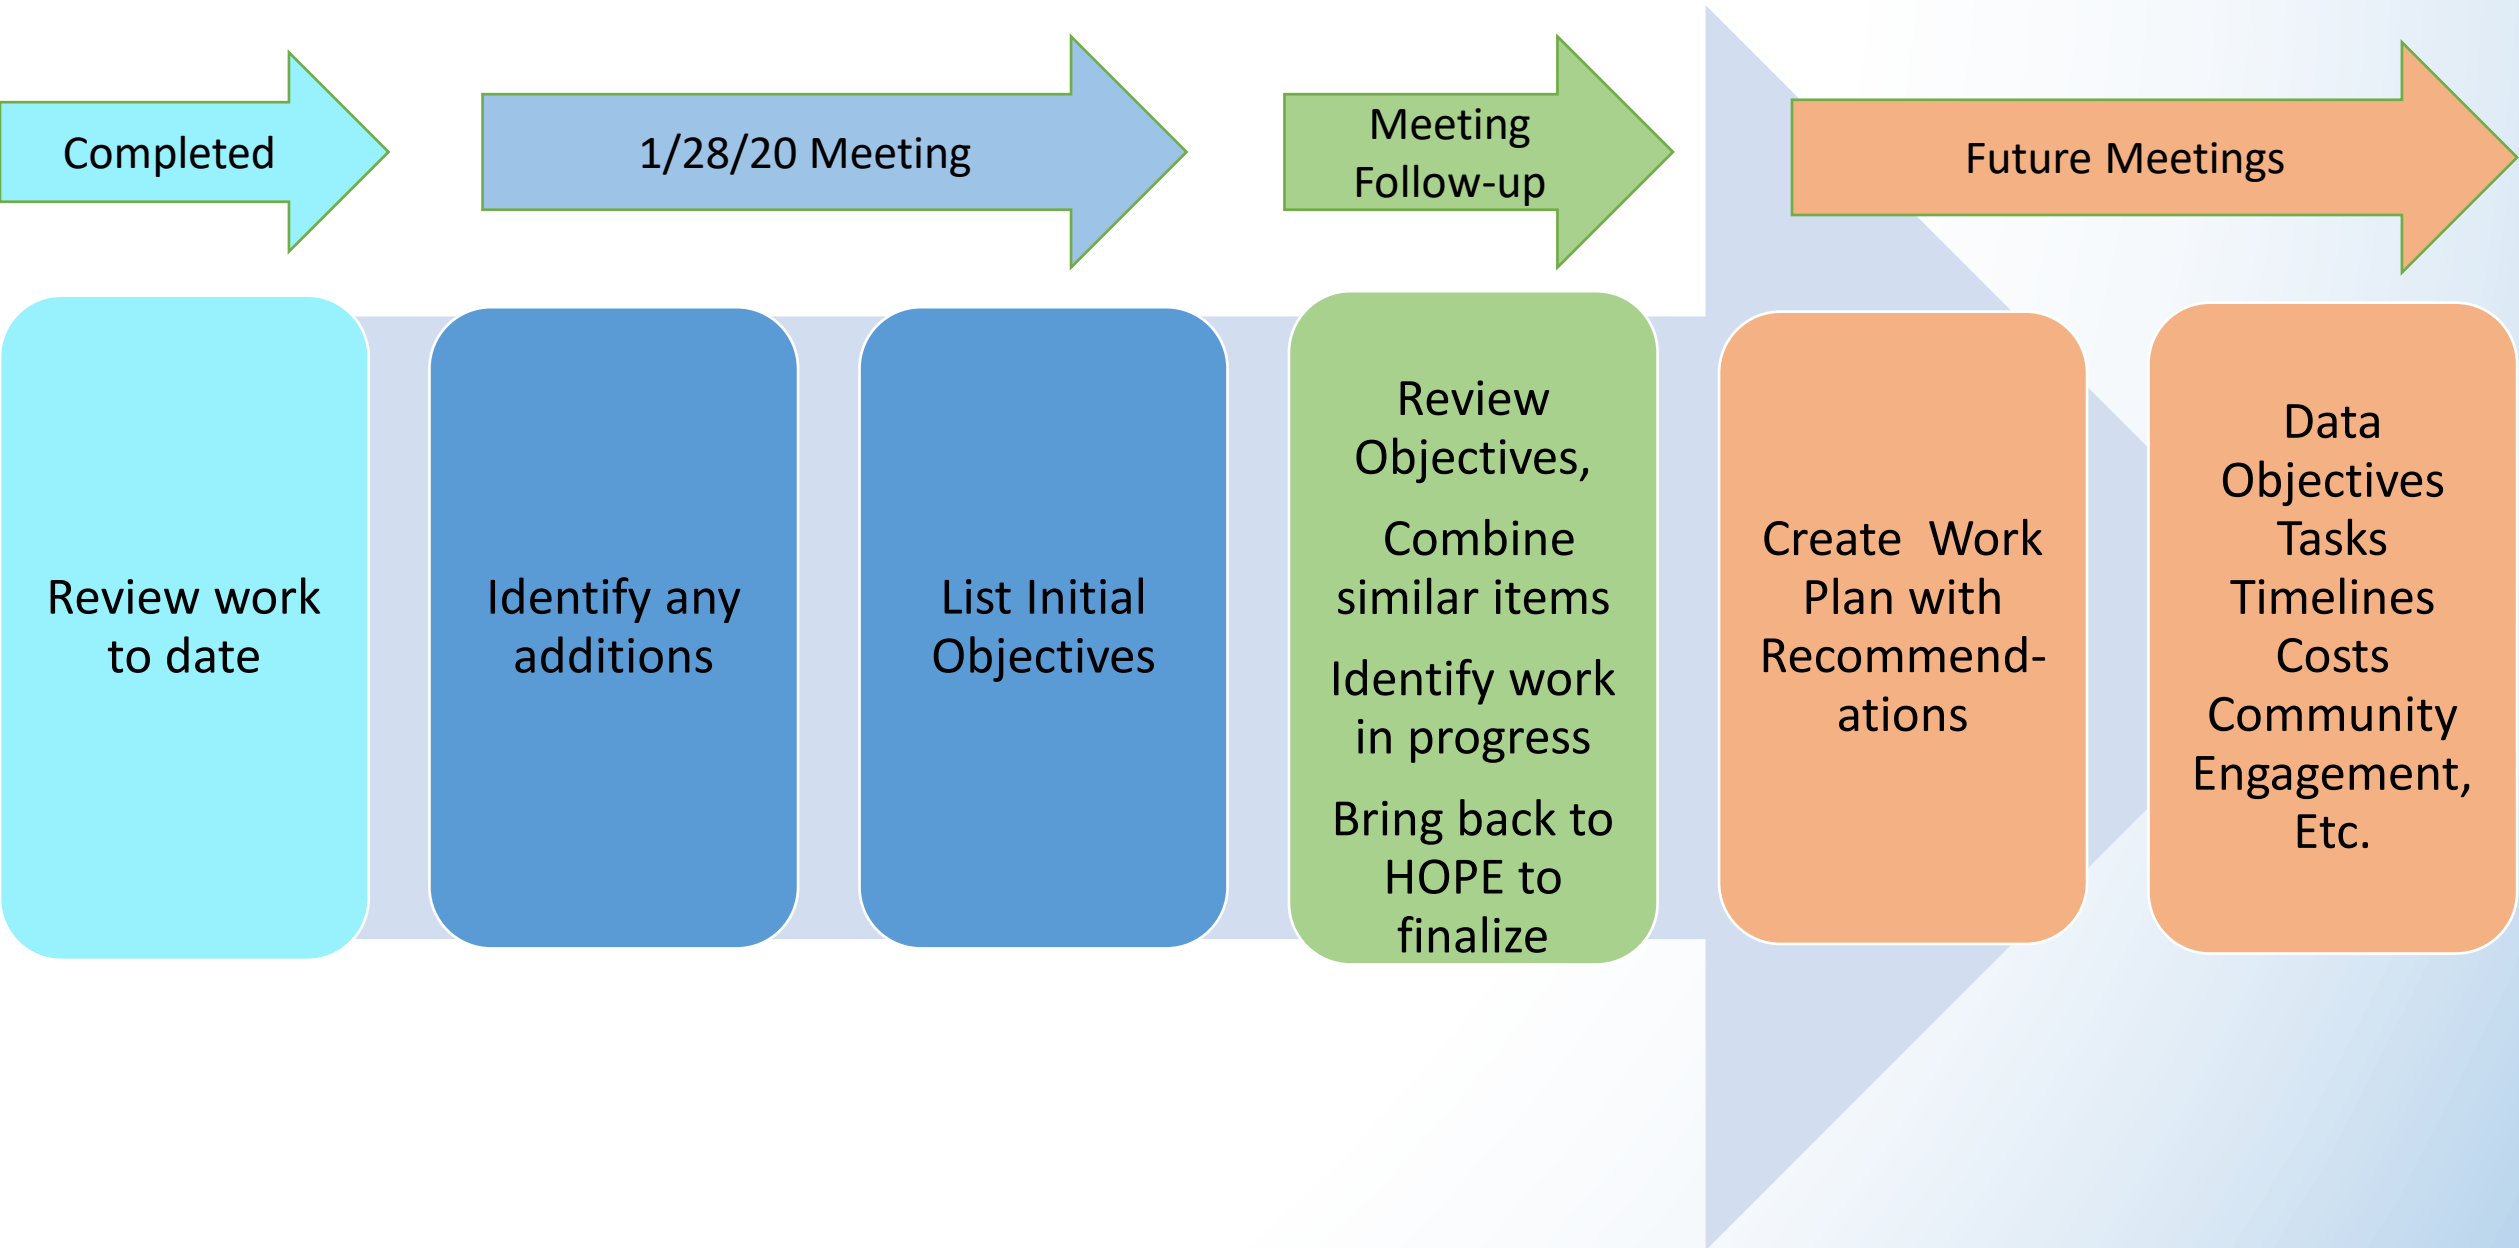 Completed
1/28/20 Meeting
Meeting
Follow-up
Future Meetings
Review work
to date
Identify any
additions
List Initial
Objectives
Review
Objectives,
Combine
similar items
Identify work
in progress
Bring back to
HOPE to
finalize
Create  Work
Plan with
Recommend-
ations
Data
Objectives
Tasks
Timelines
Costs
Community
Engagement,
Etc.